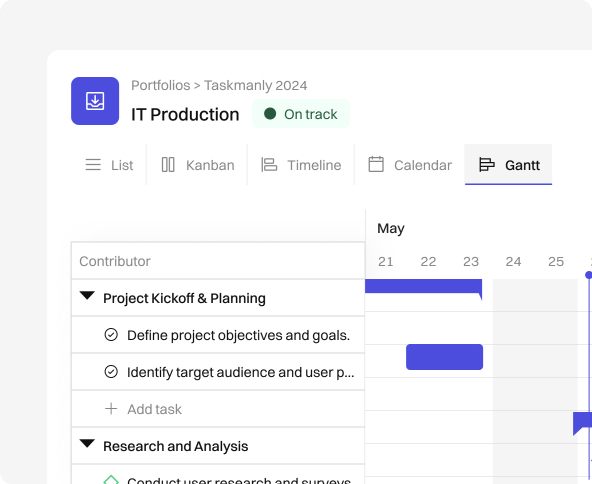 Portfolios > Taskmanly 2024
IT Production
On track
List
Kanban
Timeline
Calendar
Gantt
May
Contributor
21 22 23 24 25
Project Kickoff & Planning
Define project objectives and goals.
Identify target audience and user p...
Add task
Research and Analysis
Conduct user research and surveys